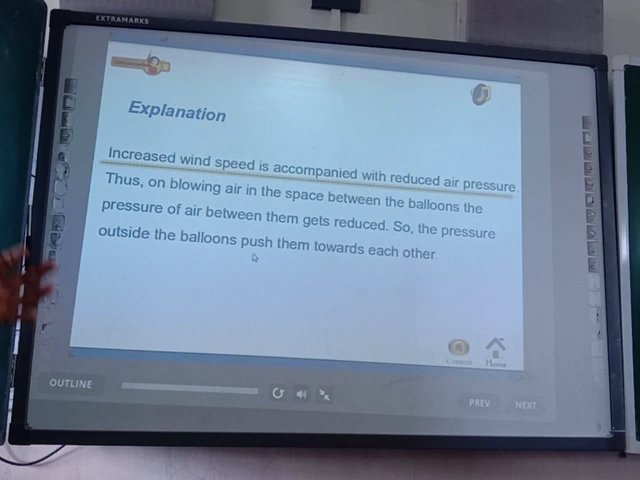 EXTRAMARKS
Explanation
Increased wind speed is accompanied with reduced air pressure.
Thus, on blowing air in the space between the balloons the
pressure of air between them gets reduced. So, the pressure
outside the balloons push them towards each other.
Content
Home
OUTLINE
PREV
NEXT